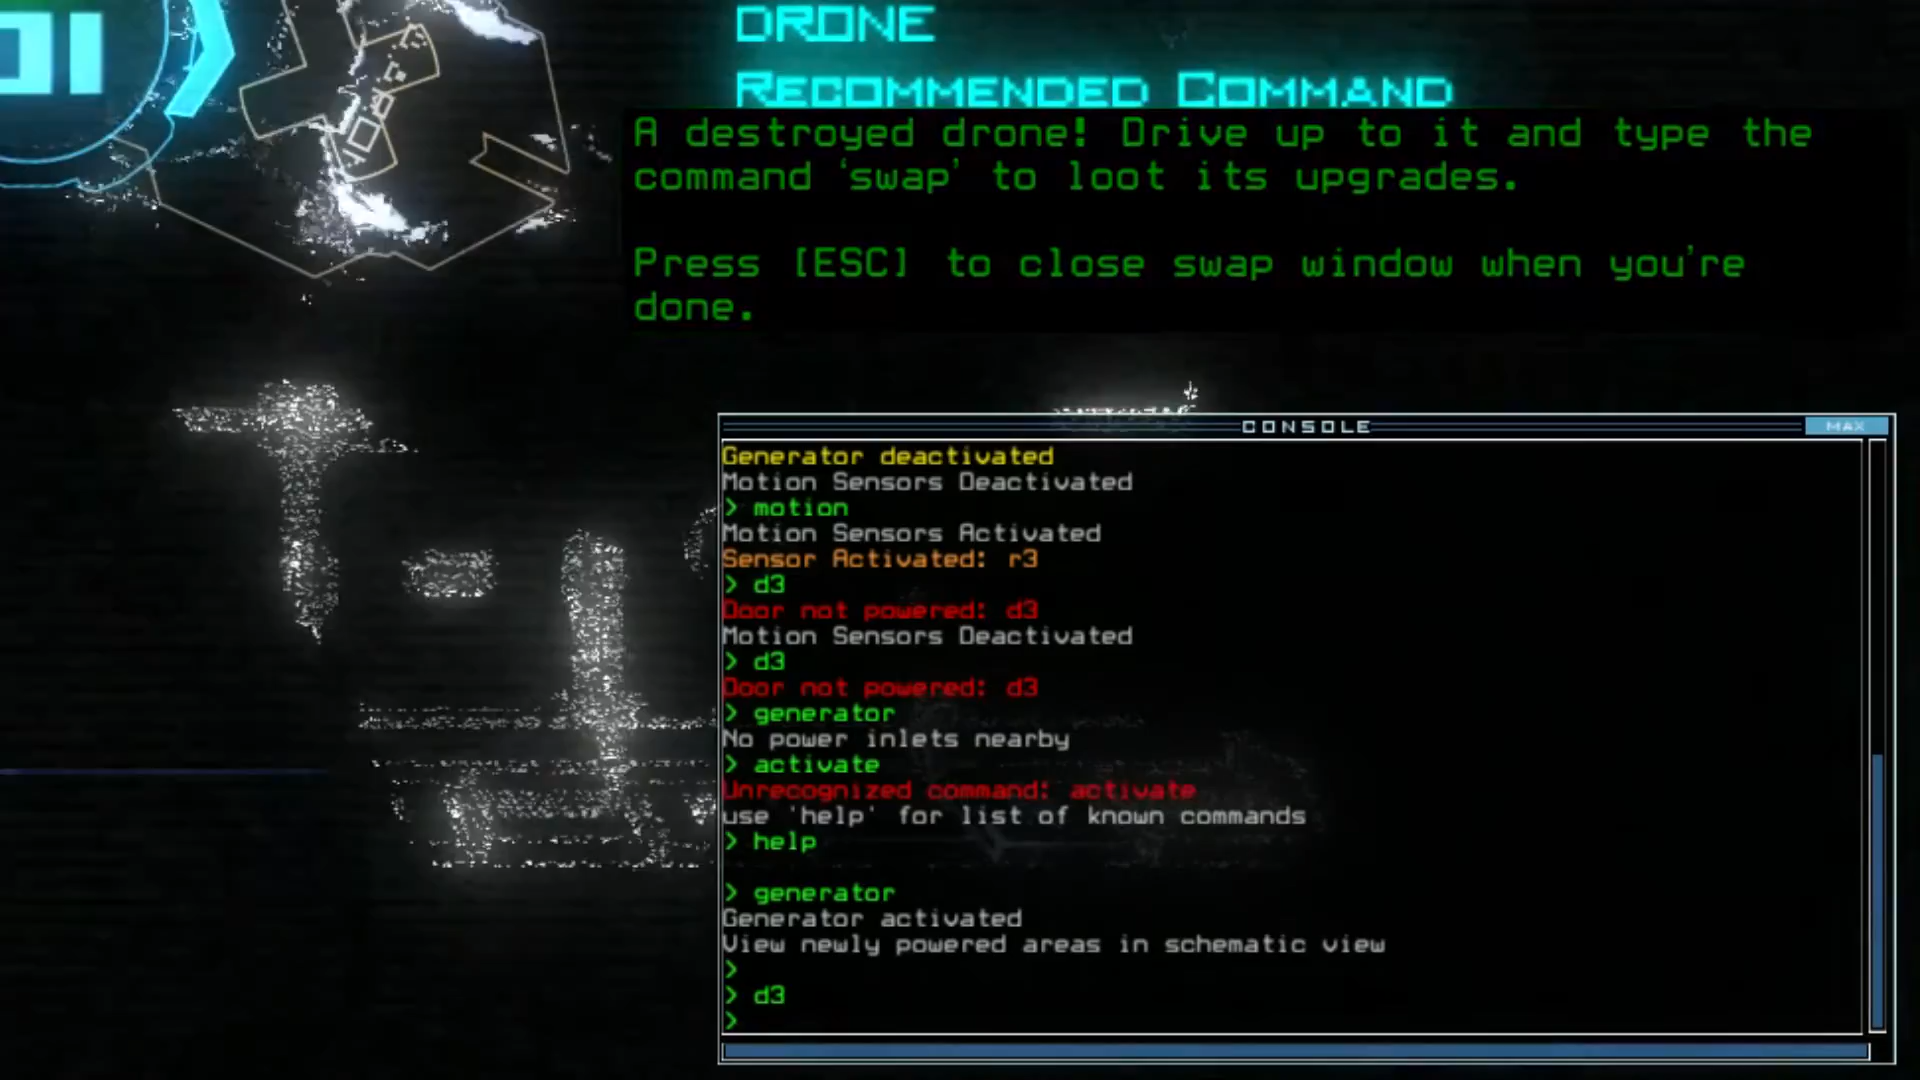 01
DRONE
RECOMMENDED COMMAND
A destroyed drone! Drive up to it and type the
command 'swap' to loot its upgrades.
Press [ESC] to close swap window when you're
done.
CONSOLE
MAX
Generator deactivated
Motion Sensors Deactivated
> motion
Motion Sensors Activated
Sensor Activated: r3
> d3
Door not powered: d3
Motion Sensors Deactivated
> d3
Door not powered: d3
> generator
No power inlets nearby
> activate
Unrecognized command: activate
use 'help' for list of known commands
> help
> generator
Generator activated
View newly powered areas in schematic view
>
> d3
>